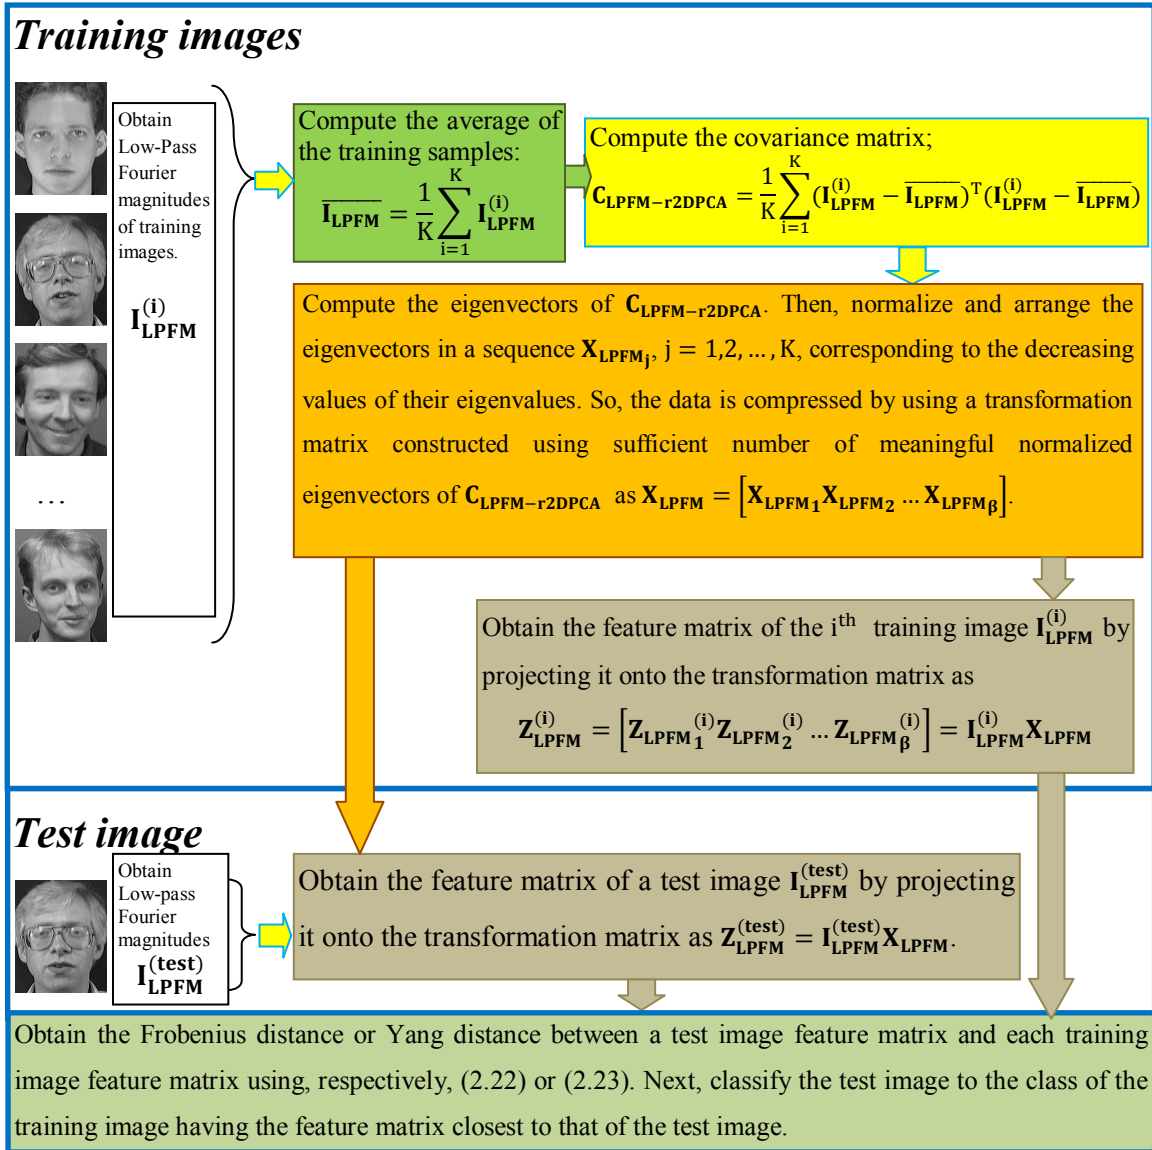 Training images
Obtain
Low-Pass
Fourier
magnitudes
of training
images.
I_LPFM^(i)
…
Compute the average of
the training samples:
\overline{I_LPFM} = \frac{1}{K} \sum_{i=1}^{K} I_LPFM^(i)
Compute the covariance matrix;
C_LPFM−r2DPCA = \frac{1}{K} \sum_{i=1}^{K} (I_LPFM^(i) − \overline{I_LPFM})^T (I_LPFM^(i) − \overline{I_LPFM})
Compute the eigenvectors of C_LPFM−r2DPCA. Then, normalize and arrange the
eigenvectors in a sequence X_LPFM_j, j = 1,2, … , K, corresponding to the decreasing
values of their eigenvalues. So, the data is compressed by using a transformation
matrix constructed using sufficient number of meaningful normalized
eigenvectors of C_LPFM−r2DPCA as X_LPFM = [X_LPFM_1 X_LPFM_2 … X_LPFM_β].
Obtain the feature matrix of the i^th training image I_LPFM^(i) by
projecting it onto the transformation matrix as
Z_LPFM^(i) = [Z_LPFM_1^(i) Z_LPFM_2^(i) … Z_LPFM_β^(i)] = I_LPFM^(i) X_LPFM
Test image
Obtain
Low-pass
Fourier
magnitudes
I_LPFM^(test)
Obtain the feature matrix of a test image I_LPFM^(test) by projecting
it onto the transformation matrix as Z_LPFM^(test) = I_LPFM^(test) X_LPFM.
Obtain the Frobenius distance or Yang distance between a test image feature matrix and each training
image feature matrix using, respectively, (2.22) or (2.23). Next, classify the test image to the class of the
training image having the feature matrix closest to that of the test image.